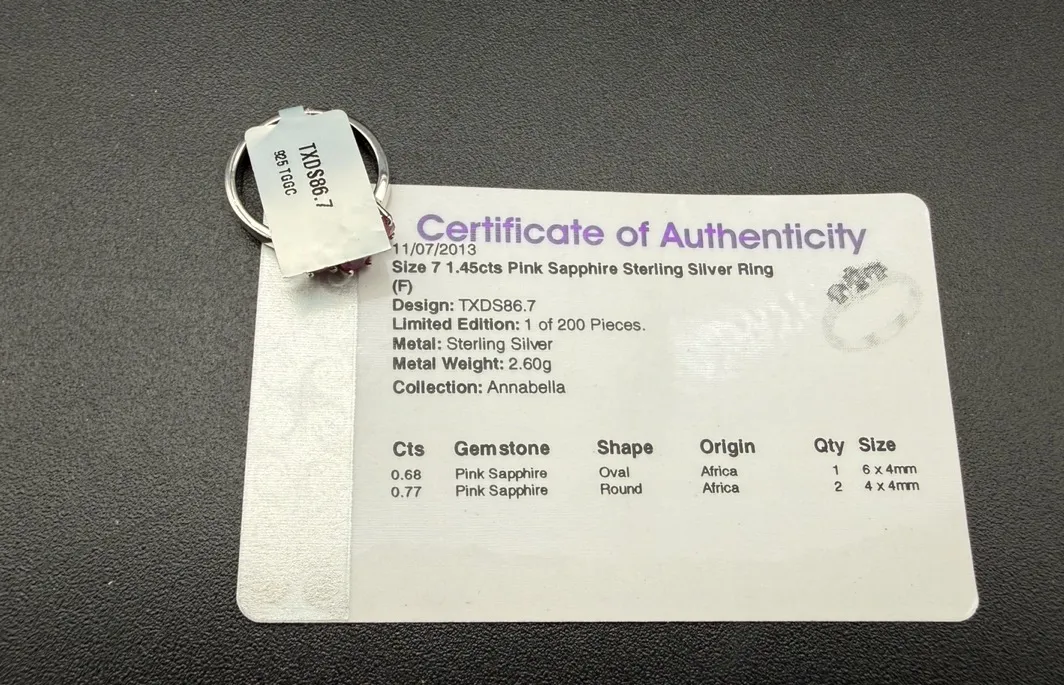 TXDS86.7
925 TGGC
Certificate of Authenticity
11/07/2013
Size 7 1.45cts Pink Sapphire Sterling Silver Ring
(F)
Design: TXDS86.7
Limited Edition: 1 of 200 Pieces.
Metal: Sterling Silver
Metal Weight: 2.60g
Collection: Annabella
Cts Gemstone Shape Origin Qty Size
0.68 Pink Sapphire Oval Africa 1 6 x 4mm
0.77 Pink Sapphire Round Africa 2 4 x 4mm